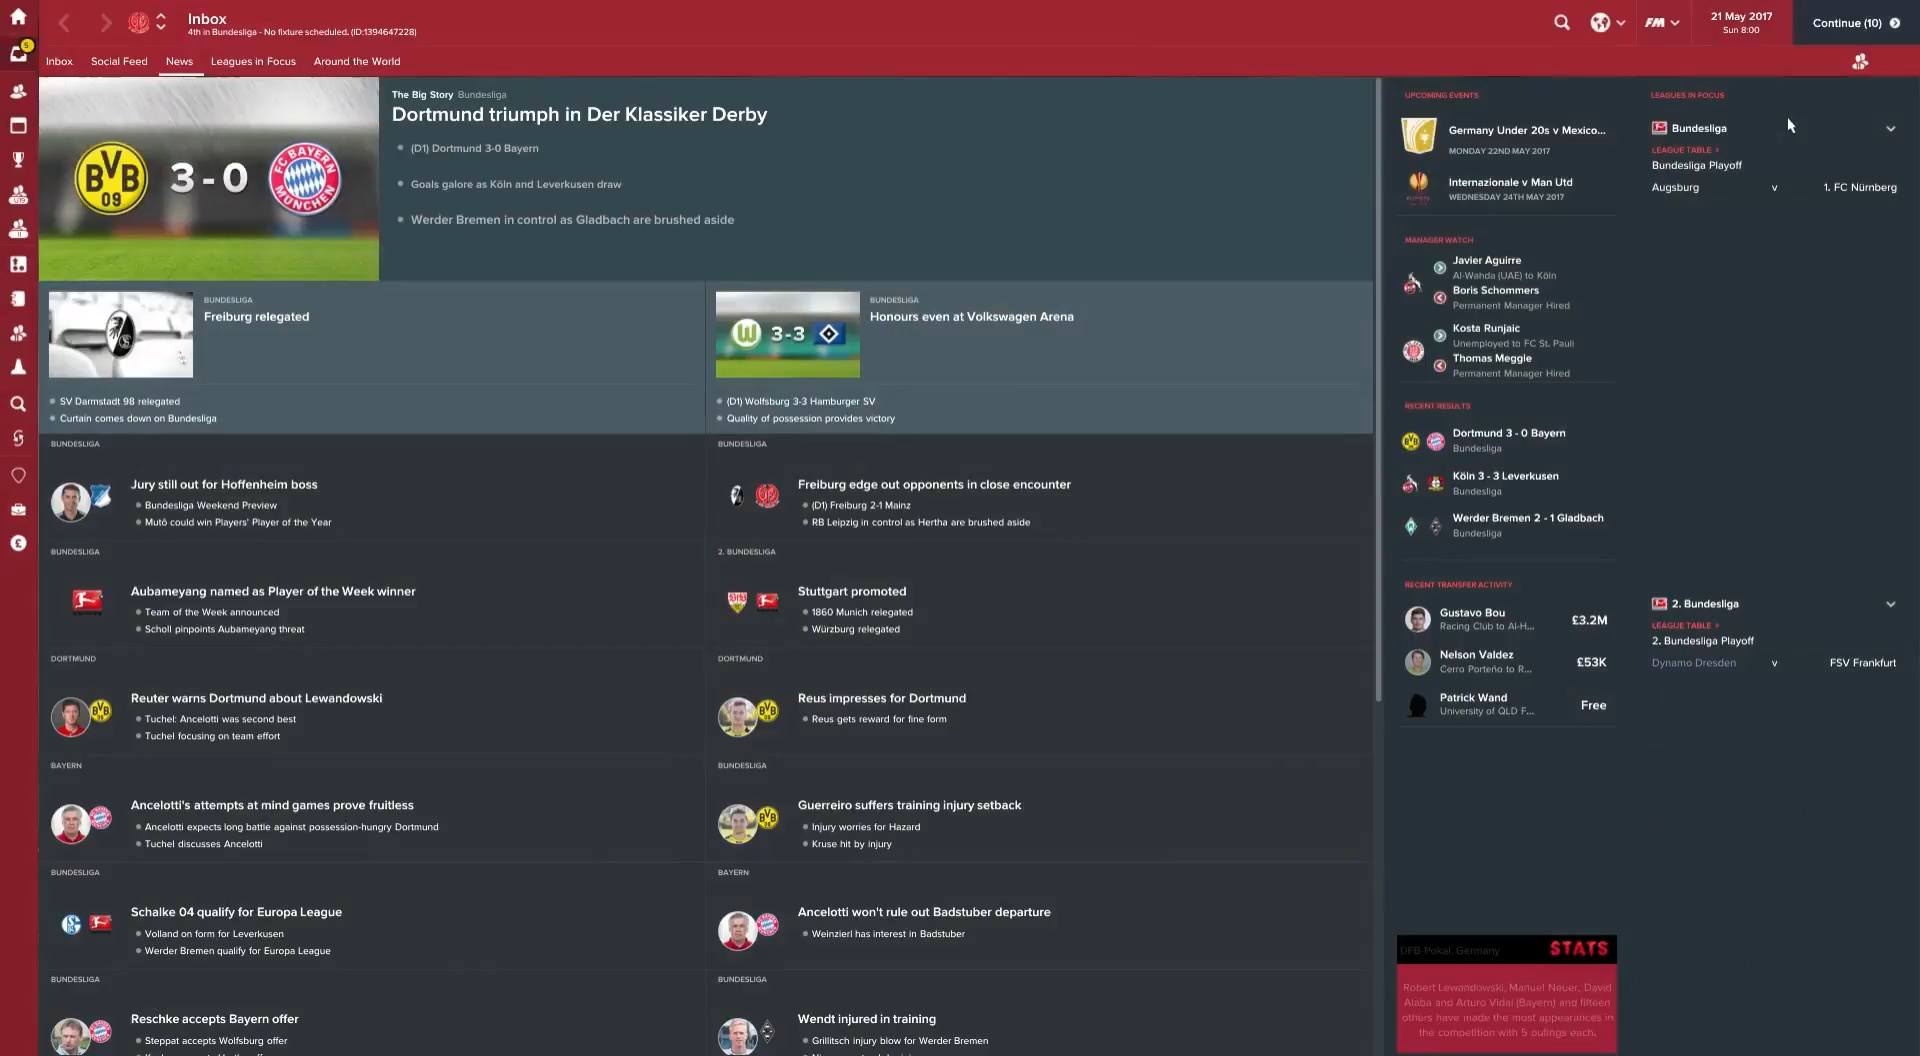 Inbox
4th in Bundesliga - No fixture scheduled. (ID:1394647228)
FM
21 May 2017
Sun 8:00
Continue (10)
5
Inbox
Social Feed
News
Leagues in Focus
Around the World
BVB
09
3 - 0
FC BAYERN
MÜNCHEN
The Big Story Bundesliga
Dortmund triumph in Der Klassiker Derby
(D1) Dortmund 3-0 Bayern
Goals galore as Köln and Leverkusen draw
Werder Bremen in control as Gladbach are brushed aside
BUNDESLIGA
Freiburg relegated
SV Darmstadt 98 relegated
Curtain comes down on Bundesliga
BUNDESLIGA
Honours even at Volkswagen Arena
3-3
(D1) Wolfsburg 3-3 Hamburger SV
Quality of possession provides victory
BUNDESLIGA
Jury still out for Hoffenheim boss
Bundesliga Weekend Preview
Mutō could win Players' Player of the Year
BUNDESLIGA
Freiburg edge out opponents in close encounter
(D1) Freiburg 2-1 Mainz
RB Leipzig in control as Hertha are brushed aside
BUNDESLIGA
Aubameyang named as Player of the Week winner
Team of the Week announced
Scholl pinpoints Aubameyang threat
2. BUNDESLIGA
Stuttgart promoted
1860 Munich relegated
Würzburg relegated
DORTMUND
Reuter warns Dortmund about Lewandowski
Tuchel: Ancelotti was second best
Tuchel focusing on team effort
DORTMUND
Reus impresses for Dortmund
Reus gets reward for fine form
BAYERN
Ancelotti's attempts at mind games prove fruitless
Ancelotti expects long battle against possession-hungry Dortmund
Tuchel discusses Ancelotti
BUNDESLIGA
Guerreiro suffers training injury setback
Injury worries for Hazard
Kruse hit by injury
BUNDESLIGA
Schalke 04 qualify for Europa League
Volland on form for Leverkusen
Werder Bremen qualify for Europa League
BAYERN
Ancelotti won't rule out Badstuber departure
Weinzierl has interest in Badstuber
BUNDESLIGA
Reschke accepts Bayern offer
Steppat accepts Wolfsburg offer
BUNDESLIGA
Wendt injured in training
Grillitsch injury blow for Werder Bremen
UPCOMING EVENTS
Germany Under 20s v Mexico...
MONDAY 22ND MAY 2017
Internazionale v Man Utd
WEDNESDAY 24TH MAY 2017
MANAGER WATCH
Javier Aguirre
Al-Wahda (UAE) to Köln
Boris Schommers
Permanent Manager Hired
Kosta Runjaic
Unemployed to FC St. Pauli
Thomas Meggle
Permanent Manager Hired
RECENT RESULTS
Dortmund 3 - 0 Bayern
Bundesliga
Köln 3 - 3 Leverkusen
Bundesliga
Werder Bremen 2 - 1 Gladbach
Bundesliga
RECENT TRANSFER ACTIVITY
Gustavo Bou
Racing Club to Al-H...
£3.2M
Nelson Valdez
Cerro Porteño to R...
£53K
Patrick Wand
University of QLD F...
Free
DFB-Pokal, Germany
STATS
Robert Lewandowski, Manuel Neuer, David
Alaba and Arturo Vidal (Bayern) and fifteen
others have made the most appearances in
the competition with 5 outings each.
LEAGUES IN FOCUS
Bundesliga
LEAGUE TABLE
Bundesliga Playoff
Augsburg v 1. FC Nürnberg
2. Bundesliga
LEAGUE TABLE
2. Bundesliga Playoff
Dynamo Dresden v FSV Frankfurt